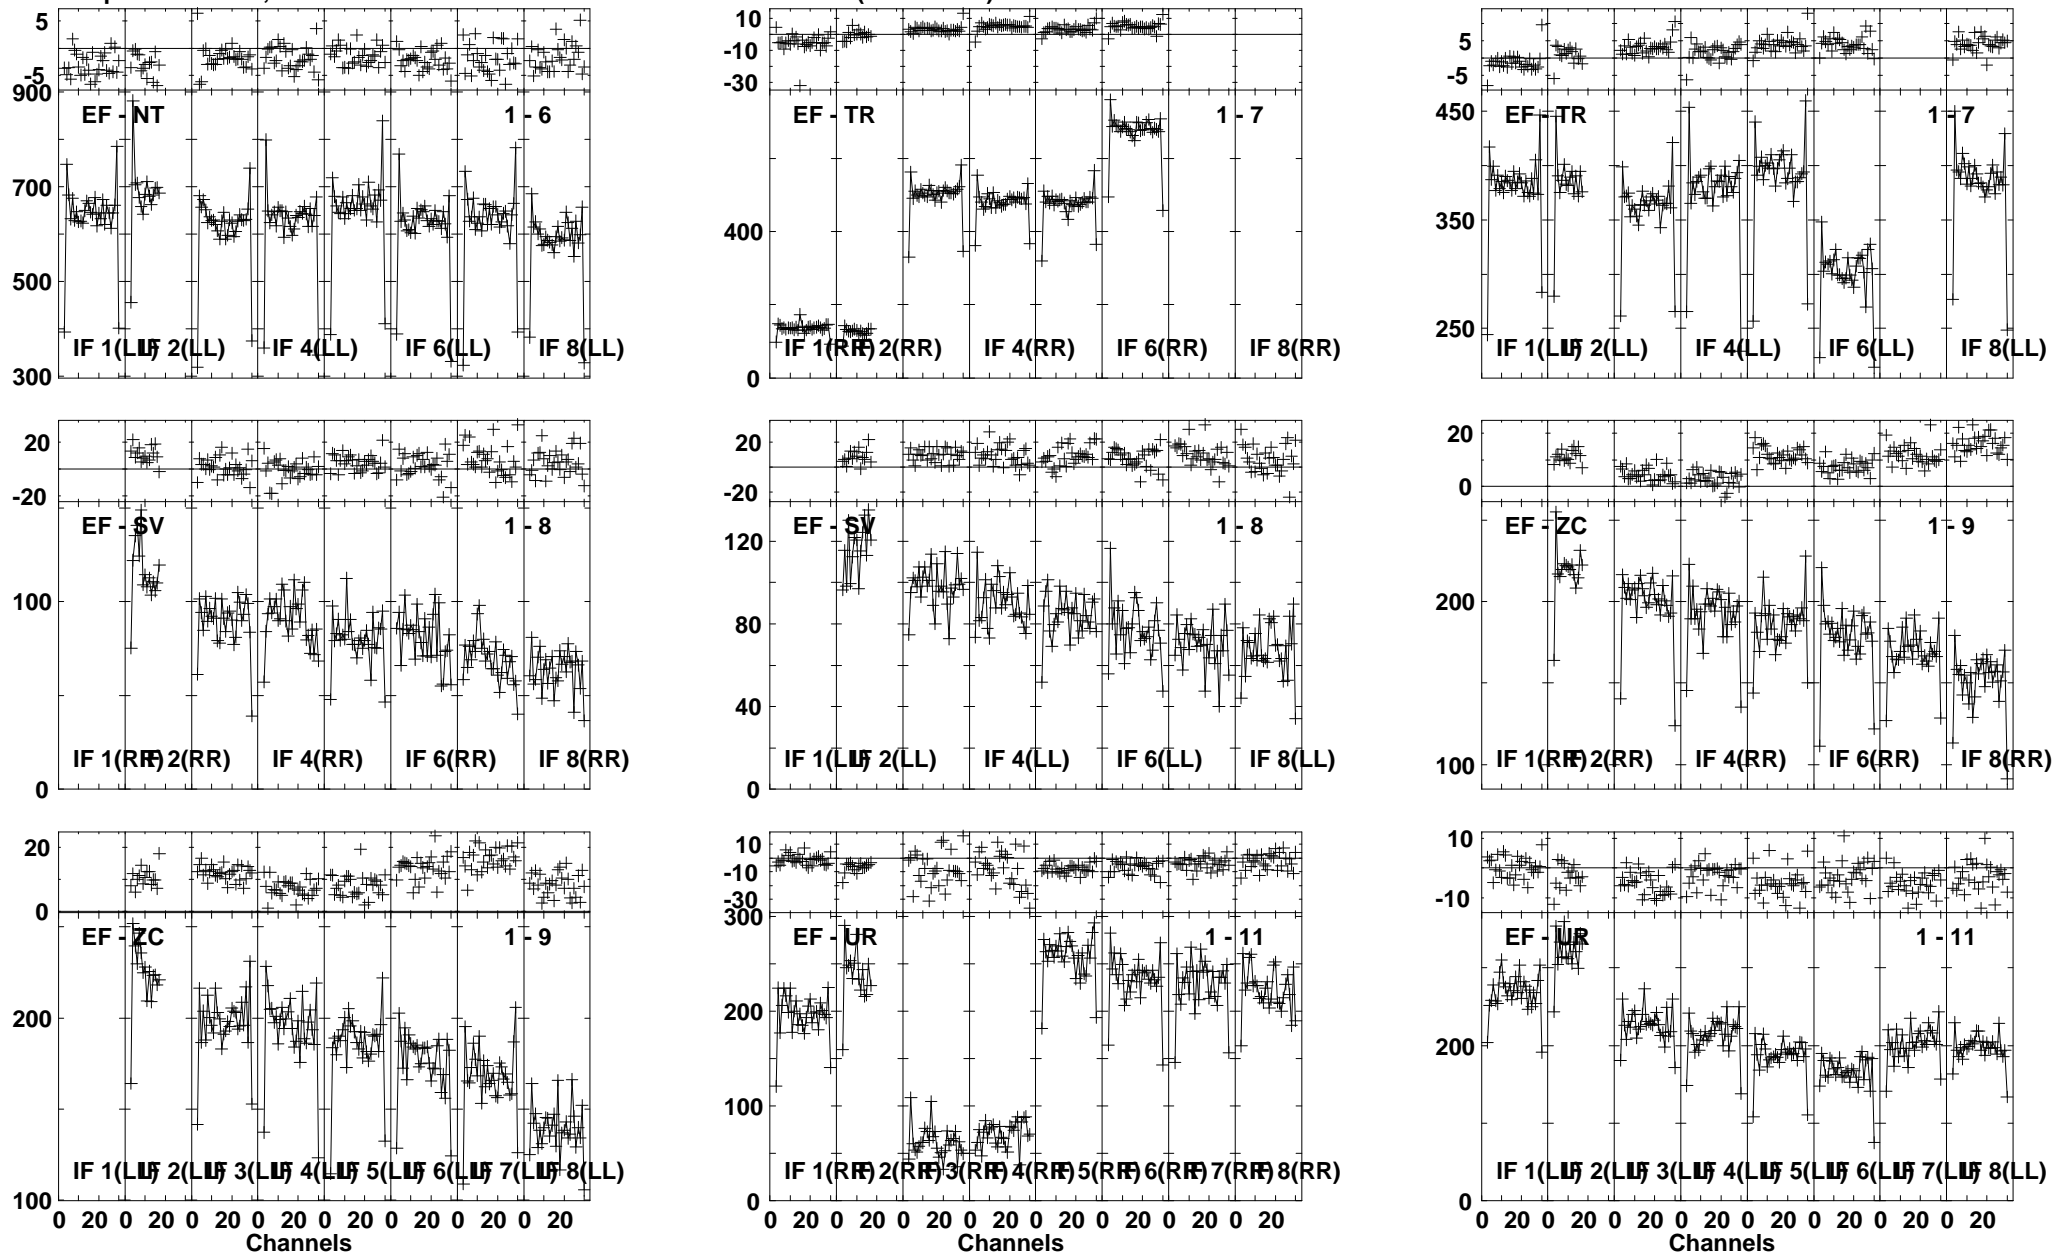 5
-5
900
700
500
300
EF - NT
1 - 6
IF 1(LL) IF 2(LL) IF 4(LL) IF 6(LL) IF 8(LL)
10
-10
-30
400
0
EF - TR
1 - 7
IF 1(RR) IF 2(RR) IF 4(RR) IF 6(RR) IF 8(RR)
5
-5
450
350
250
EF - TR
1 - 7
IF 1(LL) IF 2(LL) IF 4(LL) IF 6(LL) IF 8(LL)
20
-20
100
0
EF - SV
1 - 8
IF 1(RR) IF 2(RR) IF 4(RR) IF 6(RR) IF 8(RR)
20
-20
120
80
40
0
EF - SV
1 - 8
IF 1(LL) IF 2(LL) IF 4(LL) IF 6(LL) IF 8(LL)
20
0
200
100
EF - ZC
1 - 9
IF 1(RR) IF 2(RR) IF 4(RR) IF 6(RR) IF 8(RR)
20
0
200
100
EF - ZC
1 - 9
IF 1(LL) IF 2(LL) IF 3(LL) IF 4(LL) IF 5(LL) IF 6(LL) IF 7(LL) IF 8(LL)
0 20 0 20 0 20 0 20 0 20 0 20 0 20 0 20
Channels
10
-10
-30
300
200
100
0
EF - UR
1 - 11
IF 1(RR) IF 2(RR) IF 3(RR) IF 4(RR) IF 5(RR) IF 6(RR) IF 7(RR) IF 8(RR)
0 20 0 20 0 20 0 20 0 20 0 20 0 20 0 20
Channels
10
-10
200
0
EF - UR
1 - 11
IF 1(LL) IF 2(LL) IF 3(LL) IF 4(LL) IF 5(LL) IF 6(LL) IF 7(LL) IF 8(LL)
0 20 0 20 0 20 0 20 0 20 0 20 0 20 0 20
Channels